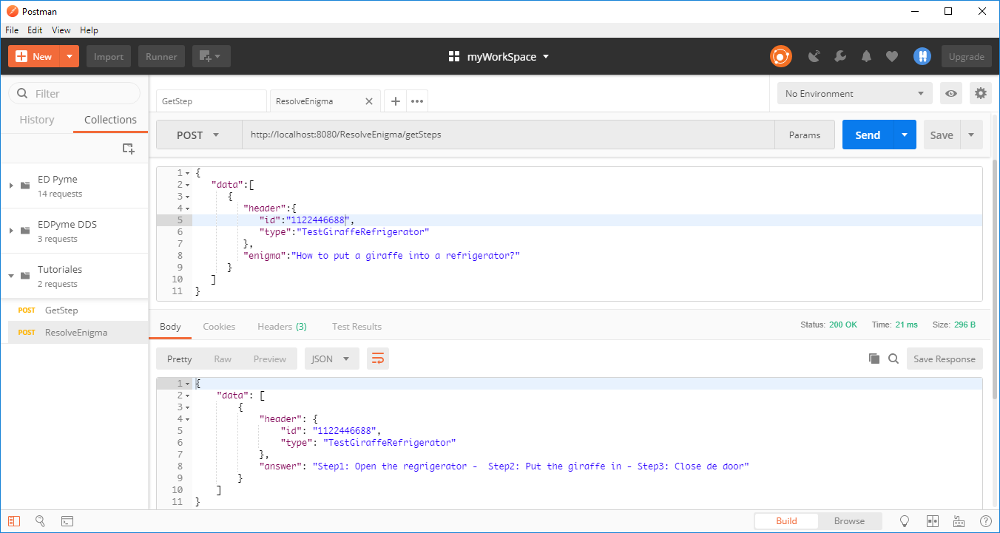 Postman
File Edit View Help
New Import Runner myWorkSpace Upgrade
Filter
History Collections
ED Pyme
14 requests
EDPyme DDS
3 requests
Tutoriales
2 requests
POST GetStep
POST ResolveEnigma
GetStep ResolveEnigma
No Environment
POST http://localhost:8080/ResolveEnigma/getSteps Params Send Save
1 {
2 "data":[
3 {
4 "header":{
5 "id":"1122446688",
6 "type":"TestGiraffeRefrigerator"
7 },
8 "enigma":"How to put a giraffe into a refrigerator?"
9 }
10 ]
11 }
Body Cookies Headers (3) Test Results Status: 200 OK Time: 21 ms Size: 296 B
Pretty Raw Preview JSON Save Response
1 {
2 "data": [
3 {
4 "header": {
5 "id": "1122446688",
6 "type": "TestGiraffeRefrigerator"
7 },
8 "answer": "Step1: Open the regrigerator -  Step2: Put the giraffe in - Step3: Close de door"
9 }
10 ]
11 }
Build Browse